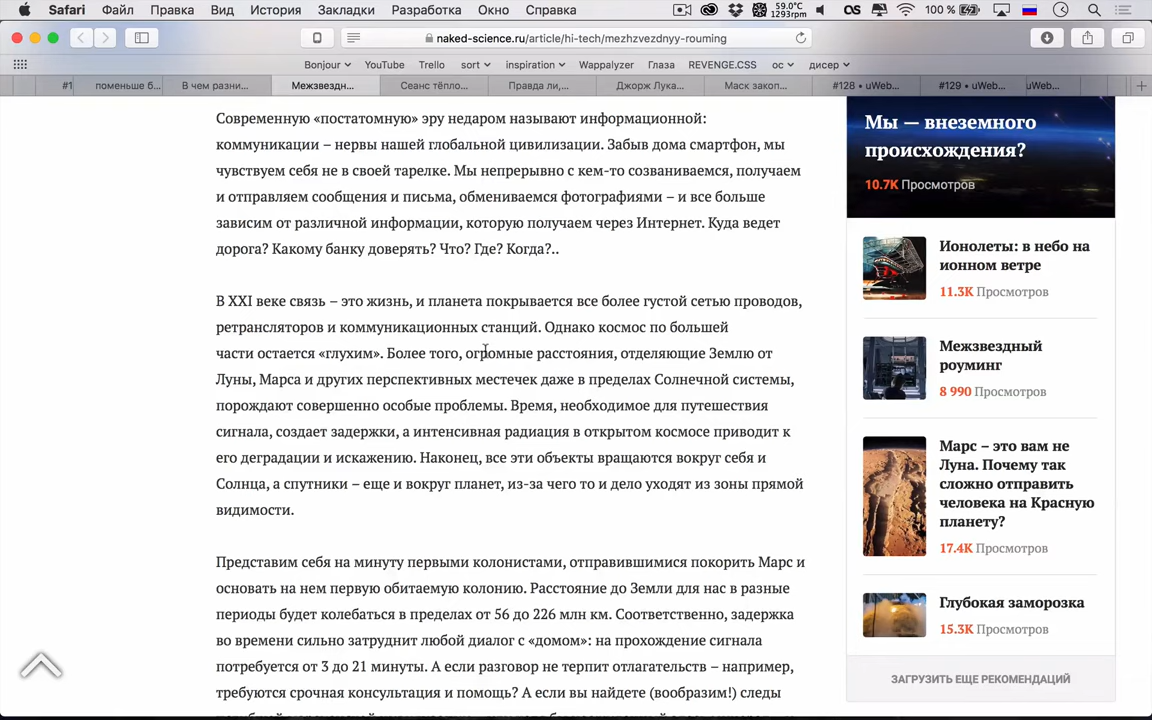 Safari Файл Правка Вид История Закладки Разработка Окно Справка 59.0°C 1293rpm 100 %
naked-science.ru/article/hi-tech/mezhzvezdnyy-rouming
Bonjour YouTube Trello sort inspiration Wappalyzer Глаза REVENGE.CSS ос дисер
#1 поменьше б... В чем разни... Межзвездн... Сеанс тёпло... Правда ли,... Джорж Лука... Маск закоп... #128 • uWeb... #129 • uWeb... uWeb...
Современную «постатомную» эру недаром называют информационной:
коммуникации – нервы нашей глобальной цивилизации. Забыв дома смартфон, мы
чувствуем себя не в своей тарелке. Мы непрерывно с кем-то созваниваемся, получаем
и отправляем сообщения и письма, обмениваемся фотографиями – и все больше
зависим от различной информации, которую получаем через Интернет. Куда ведет
дорога? Какому банку доверять? Что? Где? Когда?..
В XXI веке связь – это жизнь, и планета покрывается все более густой сетью проводов,
ретрансляторов и коммуникационных станций. Однако космос по большей
части остается «глухим». Более того, огромные расстояния, отделяющие Землю от
Луны, Марса и других перспективных местечек даже в пределах Солнечной системы,
порождают совершенно особые проблемы. Время, необходимое для путешествия
сигнала, создает задержки, а интенсивная радиация в открытом космосе приводит к
его деградации и искажению. Наконец, все эти объекты вращаются вокруг себя и
Солнца, а спутники – еще и вокруг планет, из-за чего то и дело уходят из зоны прямой
видимости.
Представим себя на минуту первыми колонистами, отправившимися покорить Марс и
основать на нем первую обитаемую колонию. Расстояние до Земли для нас в разные
периоды будет колебаться в пределах от 56 до 226 млн км. Соответственно, задержка
во времени сильно затруднит любой диалог с «домом»: на прохождение сигнала
потребуется от 3 до 21 минуты. А если разговор не терпит отлагательств – например,
требуются срочная консультация и помощь? А если вы найдете (вообразим!) следы
Мы — внеземного
происхождения?
10.7K Просмотров
Ионолеты: в небо на
ионном ветре
11.3K Просмотров
Межзвездный
роуминг
8 990 Просмотров
Марс – это вам не
Луна. Почему так
сложно отправить
человека на Красную
планету?
17.4K Просмотров
Глубокая заморозка
15.3K Просмотров
ЗАГРУЗИТЬ ЕЩЕ РЕКОМЕНДАЦИЙ